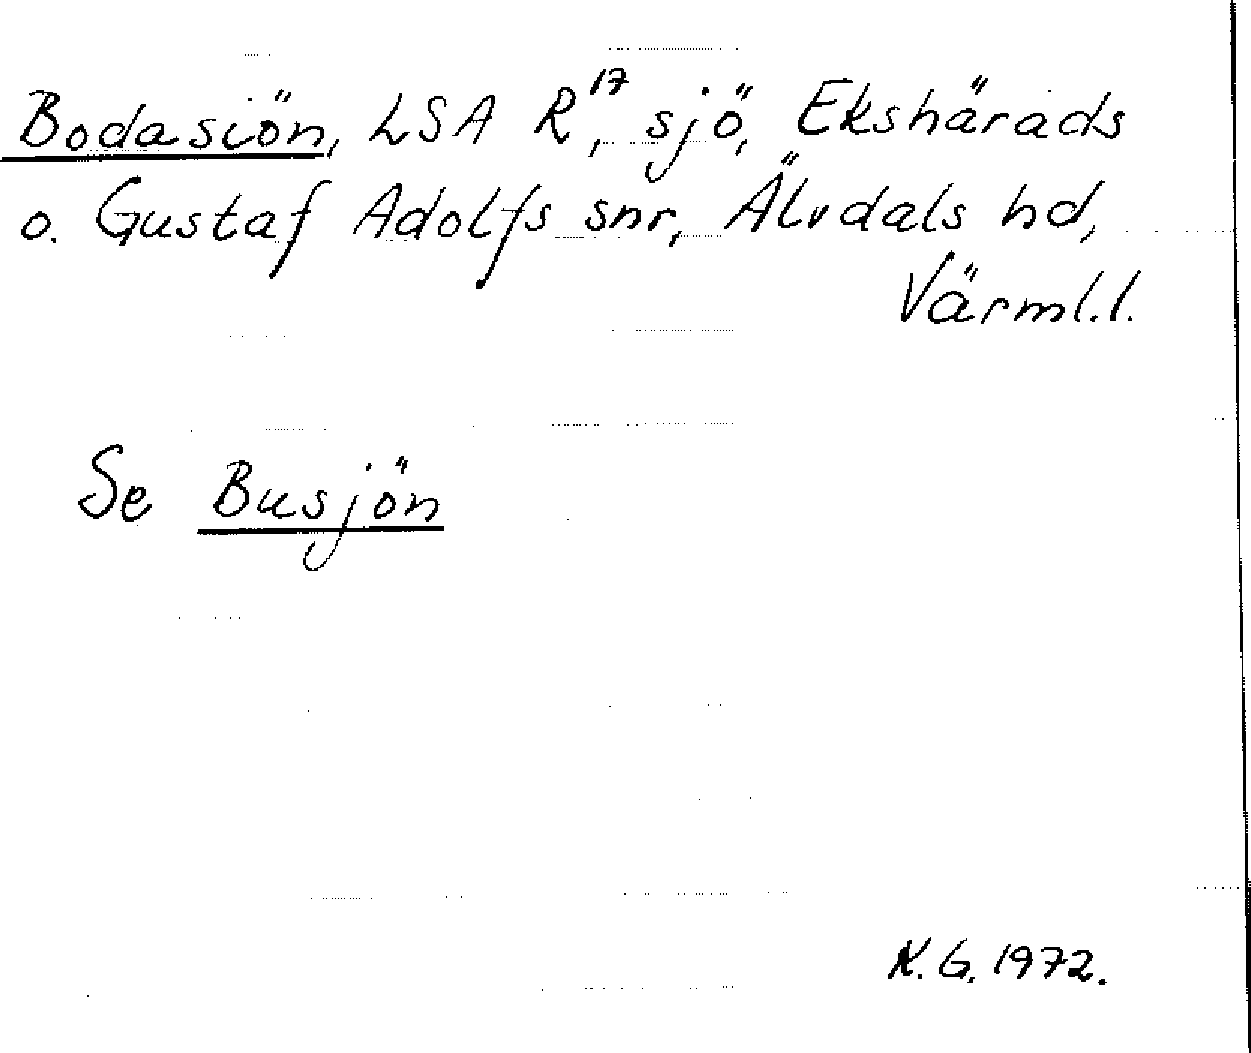 Bodasiön, LSA R¹⁷, sjö, Ekshärads
o. Gustaf Adolfs snr, Älvdals hd,
Värml.l.
Se Busjön
K.G. 1972.